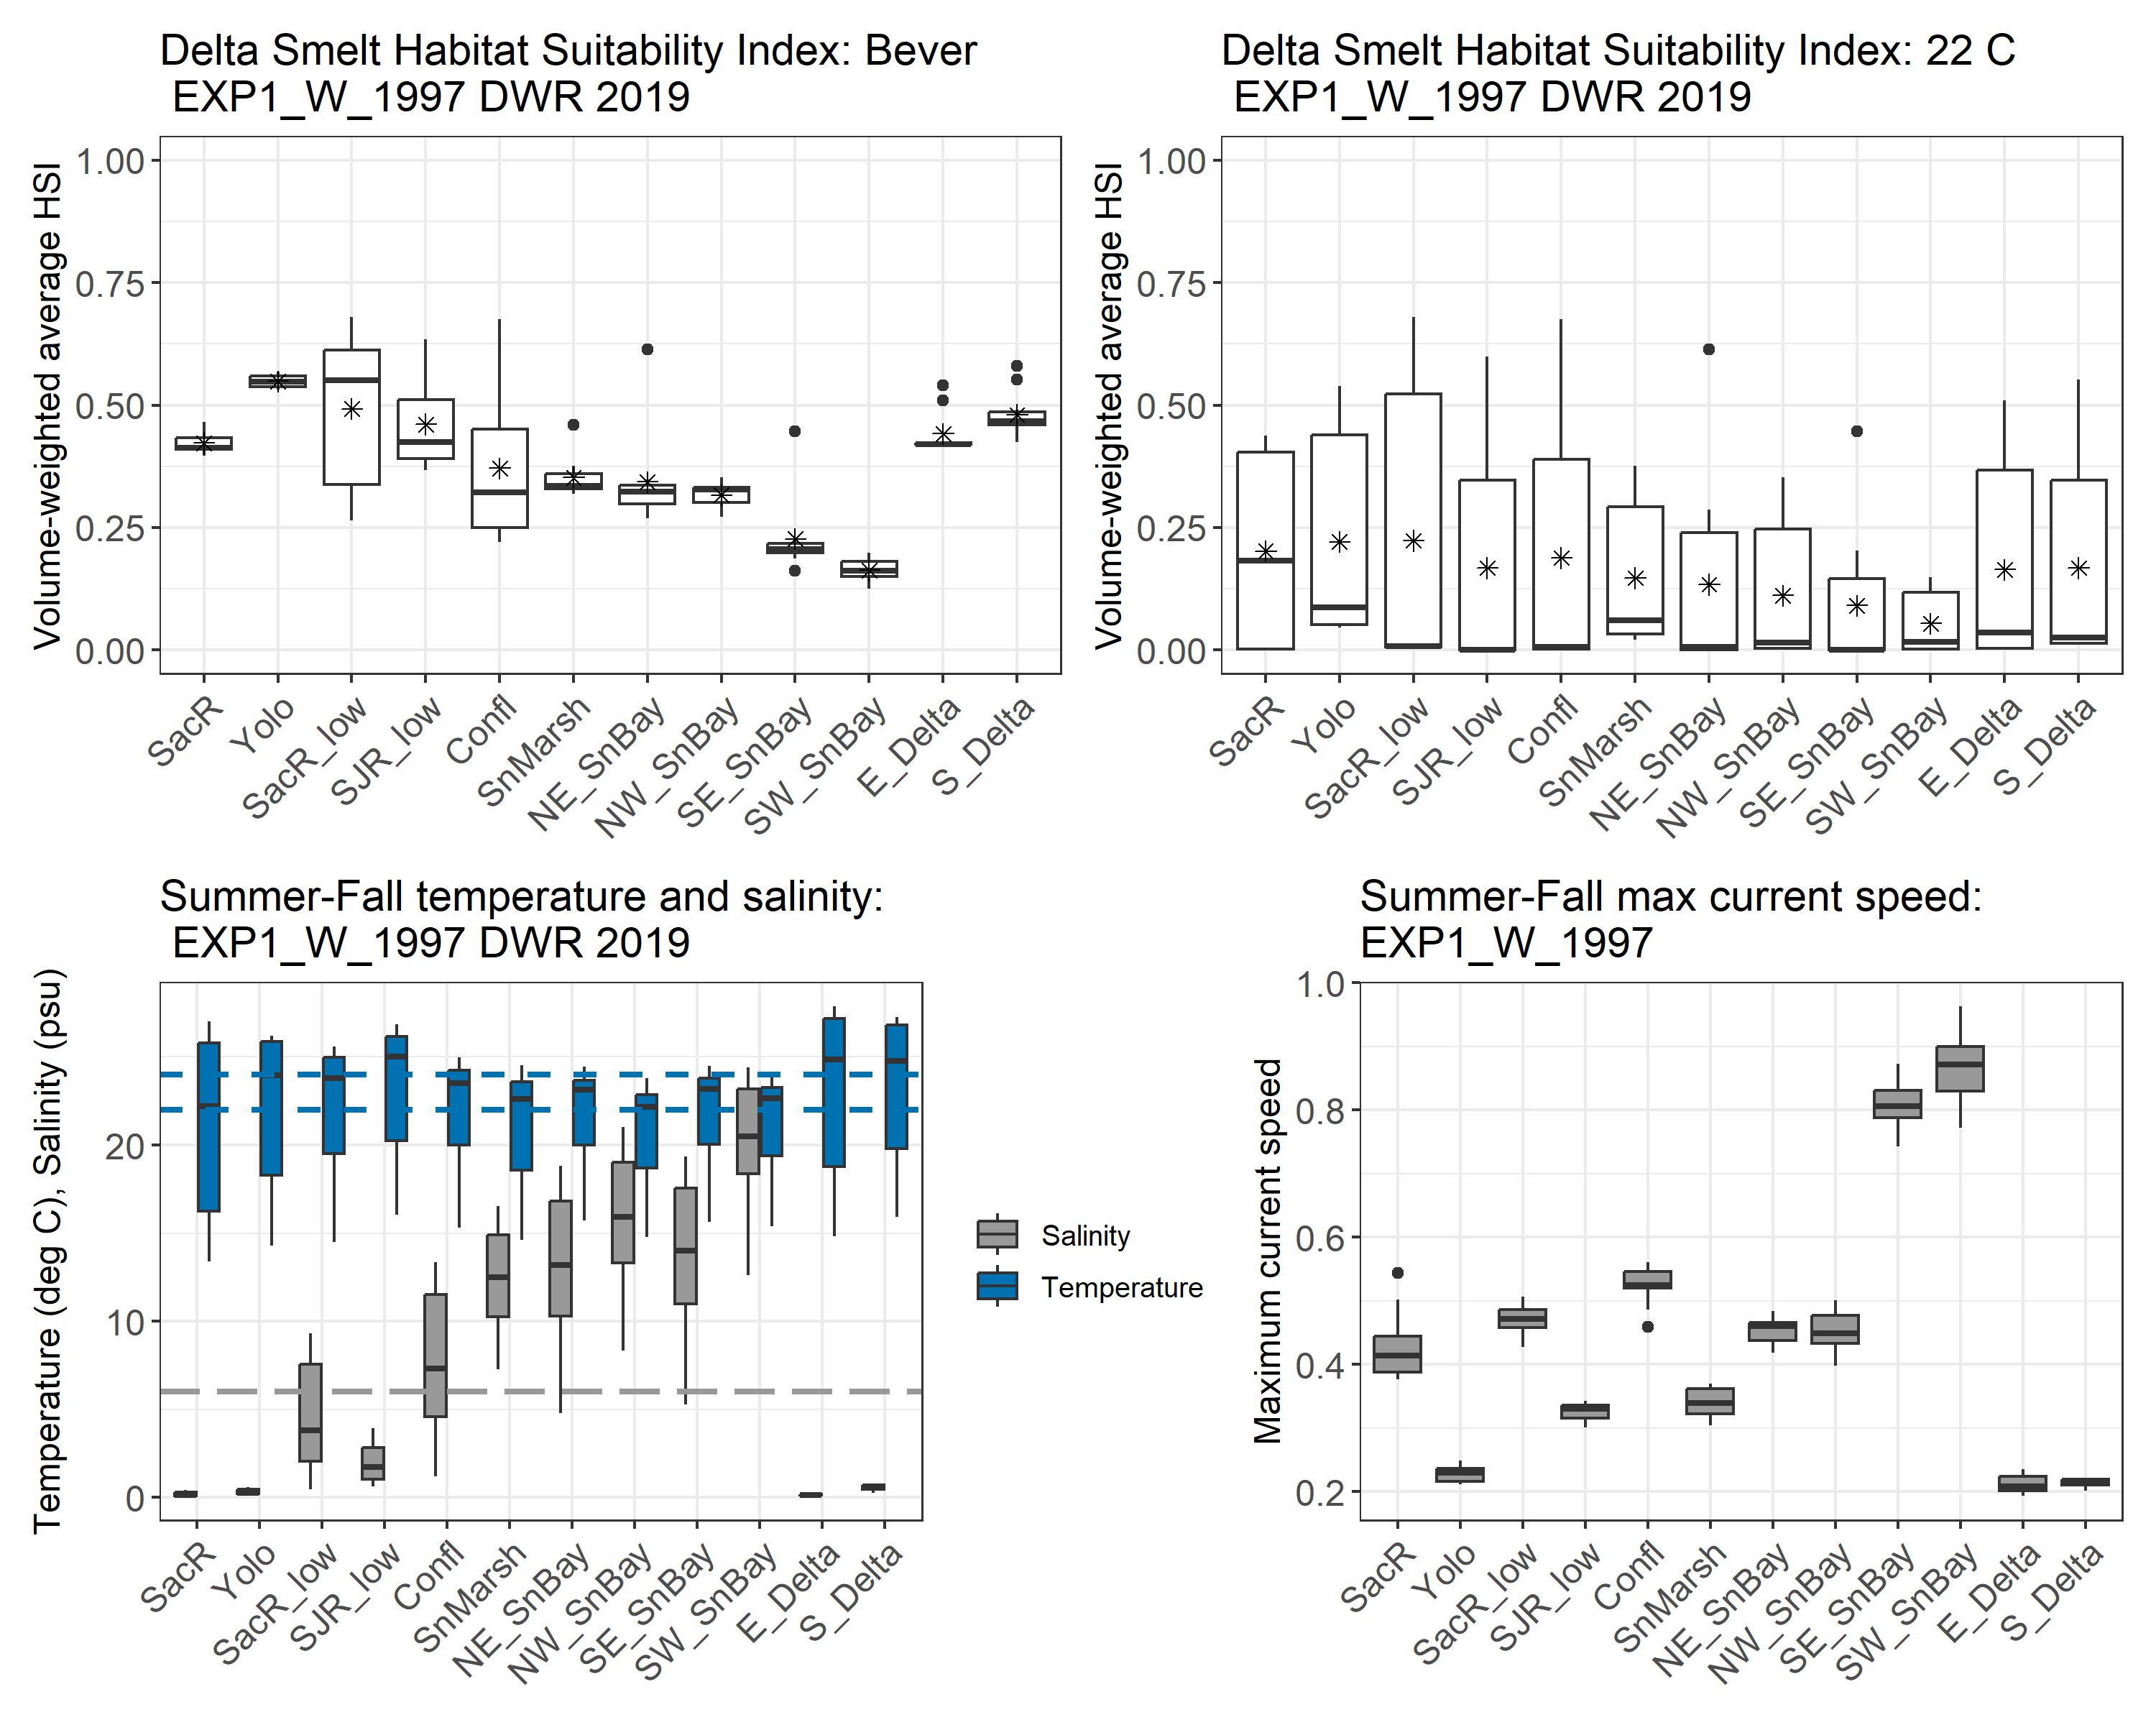 Delta Smelt Habitat Suitability Index: Bever
EXP1_W_1997 DWR 2019
Volume-weighted average HSI
1.00
0.75
0.50
0.25
0.00
SacR
Yolo
SacR_low
SJR_low
Confl
SnMarsh
NE_SnBay
NW_SnBay
SE_SnBay
SW_SnBay
E_Delta
S_Delta
Delta Smelt Habitat Suitability Index: 22 C
EXP1_W_1997 DWR 2019
Volume-weighted average HSI
1.00
0.75
0.50
0.25
0.00
SacR
Yolo
SacR_low
SJR_low
Confl
SnMarsh
NE_SnBay
NW_SnBay
SE_SnBay
SW_SnBay
E_Delta
S_Delta
Summer-Fall temperature and salinity:
EXP1_W_1997 DWR 2019
Temperature (deg C), Salinity (psu)
20
10
0
SacR
Yolo
SacR_low
SJR_low
Confl
SnMarsh
NE_SnBay
NW_SnBay
SE_SnBay
SW_SnBay
E_Delta
S_Delta
Salinity
Temperature
Summer-Fall max current speed:
EXP1_W_1997
Maximum current speed
1.0
0.8
0.6
0.4
0.2
SacR
Yolo
SacR_low
SJR_low
Confl
SnMarsh
NE_SnBay
NW_SnBay
SE_SnBay
SW_SnBay
E_Delta
S_Delta